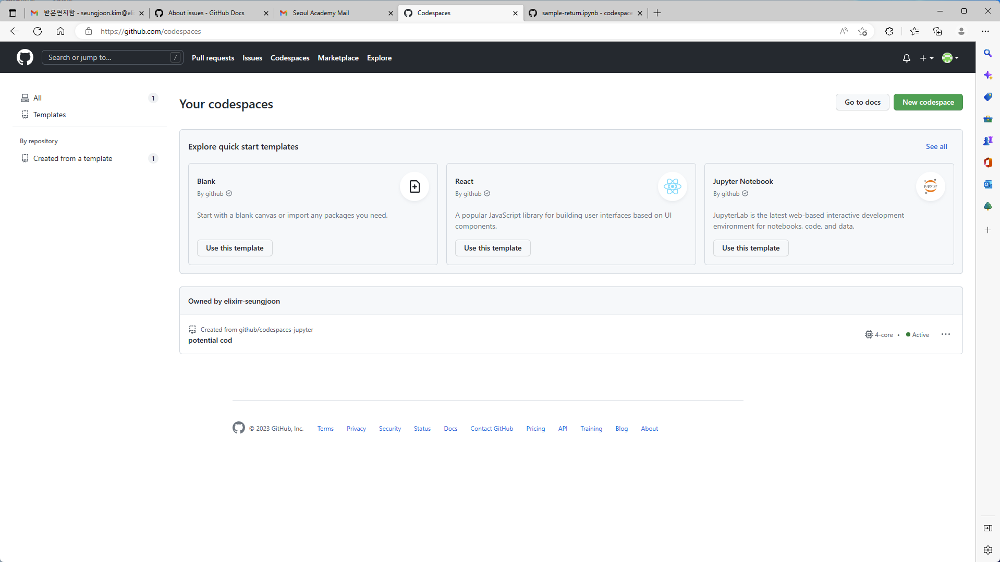 받은편지함 - seungjoon.kim@eli
About issues - GitHub Docs
Seoul Academy Mail
Codespaces
sample-return.ipynb - codespace
https://github.com/codespaces
Search or jump to... /
Pull requests Issues Codespaces Marketplace Explore
All 1
Templates
By repository
Created from a template 1
Your codespaces
Go to docs
New codespace
Explore quick start templates
See all
Blank
By github
Start with a blank canvas or import any packages you need.
Use this template
React
By github
A popular JavaScript library for building user interfaces based on UI
components.
Use this template
Jupyter Notebook
By github
jupyter
JupyterLab is the latest web-based interactive development
environment for notebooks, code, and data.
Use this template
Owned by elixirr-seungjoon
Created from github/codespaces-jupyter
potential cod
4-core • Active
© 2023 GitHub, Inc. Terms Privacy Security Status Docs Contact GitHub Pricing API Training Blog About